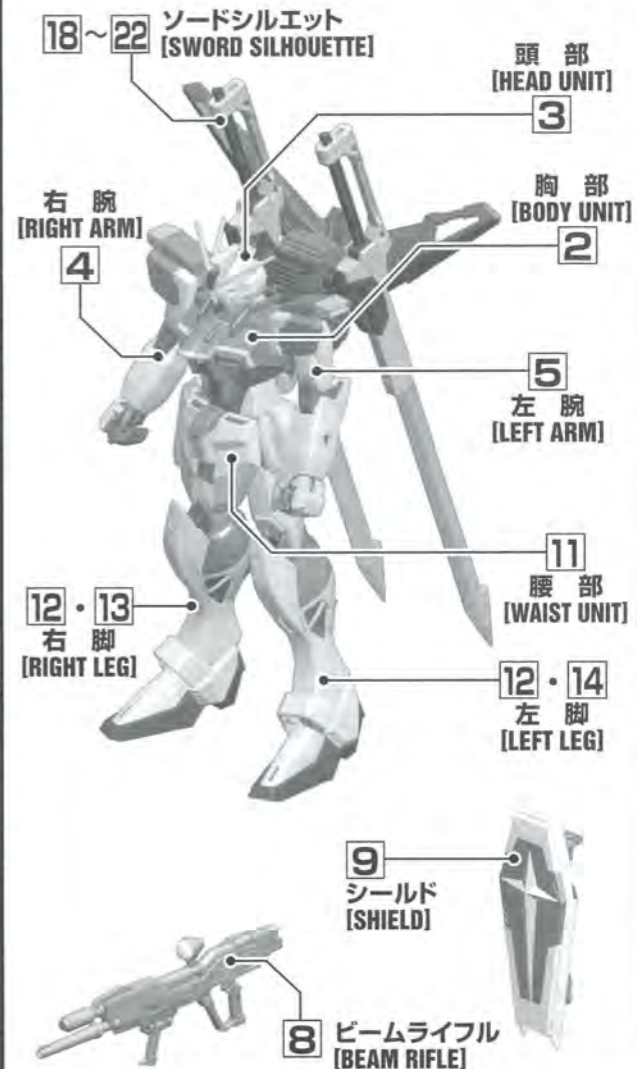 18～22 ソードシルエット
[SWORD SILHOUETTE]
頭 部
[HEAD UNIT]
3
胸 部
[BODY UNIT]
2
右 腕
[RIGHT ARM]
4
5
左 腕
[LEFT ARM]
11
腰 部
[WAIST UNIT]
12・13
右 脚
[RIGHT LEG]
12・14
左 脚
[LEFT LEG]
9
シールド
[SHIELD]
8 ビームライフル
[BEAM RIFLE]